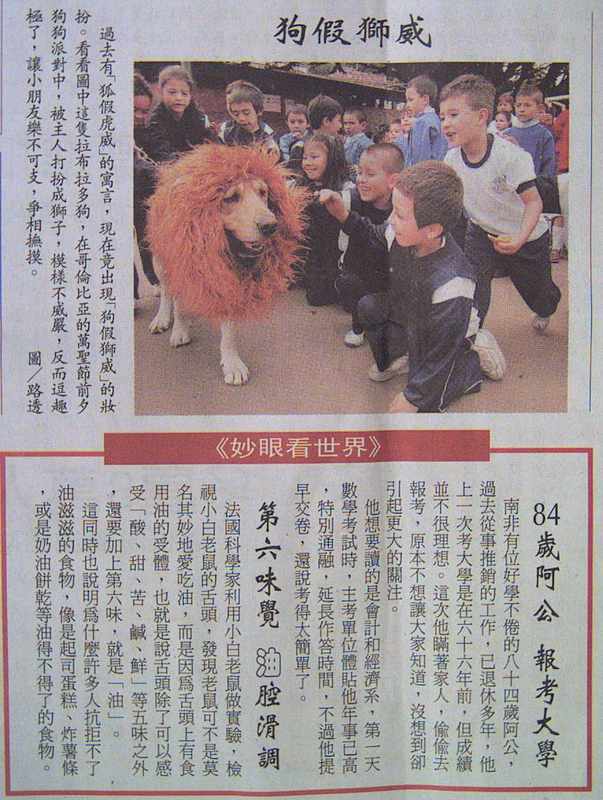 狗假獅威
過去有「狐假虎威」的寓言，現在竟出現「狗假獅威」的妝
扮。看看圖中這隻拉布拉多狗，在哥倫比亞的萬聖節前夕
狗狗派對中，被主人打扮成獅子，模樣不威嚴，反而逗趣
極了，讓小朋友樂不可支，爭相撫摸。　圖／路透
《妙眼看世界》
84歲阿公 報考大學
南非有位好學不倦的八十四歲阿公，
過去從事推銷的工作，已退休多年，他
上一次考大學是在六十六年前，但成績
並不很理想。這次他瞞著家人，偷偷去
報考，原本不想讓大家知道，沒想到卻
引起更大的關注。
他想要讀的是會計和經濟系，第一天
數學考試時，主考單位體貼他年事已高
，特別通融，延長作答時間，不過他提
早交卷，還說考得太簡單了。
第六味覺 油腔滑調
法國科學家利用小白老鼠做實驗，檢
視小白老鼠的舌頭，發現老鼠可不是莫
名其妙地愛吃油，而是因為舌頭上有食
用油的受體，也就是說舌頭除了可以感
受「酸、甜、苦、鹹、鮮」等五味之外
，還要加上第六味，就是「油」。
這同時也說明為什麼許多人抗拒不了
油滋滋的食物，像是起司蛋糕、炸薯條
，或是奶油餅乾等油得不得了的食物。